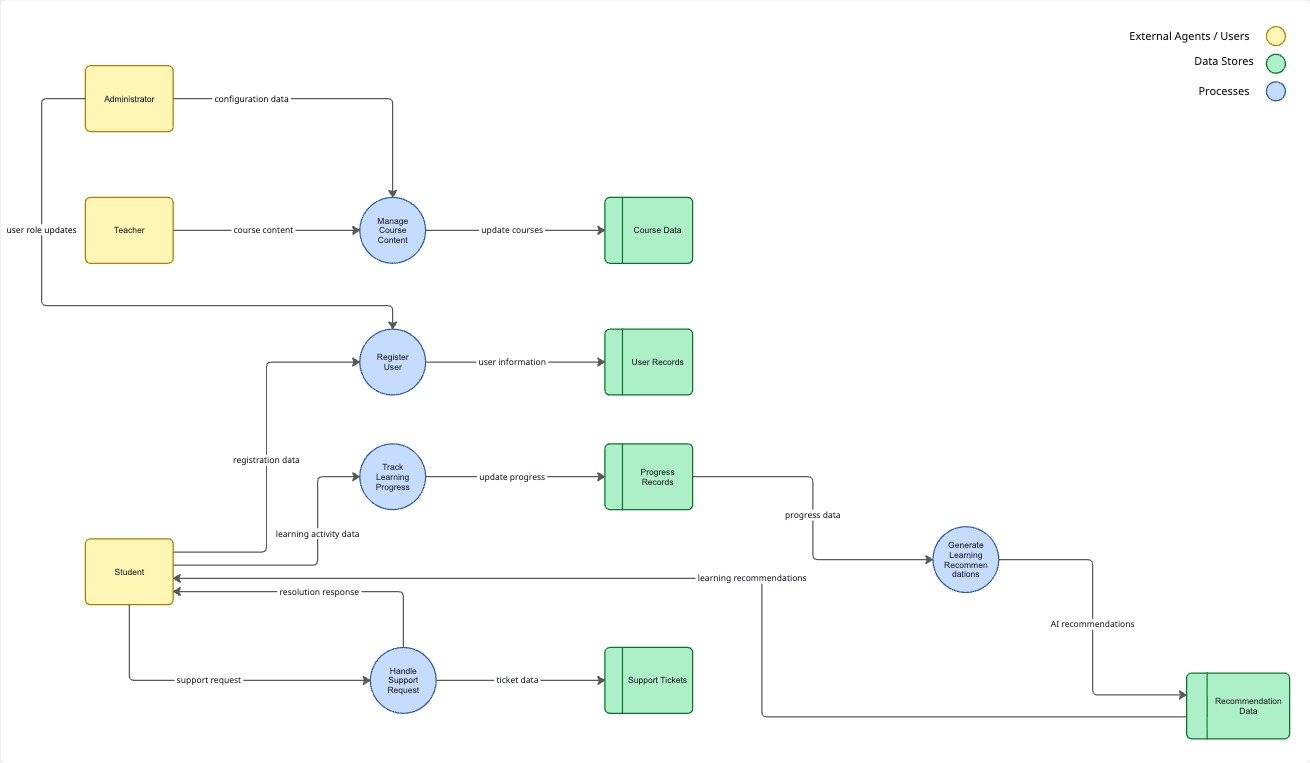 External Agents / Users
Data Stores
Processes
Administrator
configuration data
user role updates
Teacher
course content
Manage
Course
Content
update courses
Course Data
Register
User
user information
User Records
registration data
Track
Learning
Progress
update progress
Progress
Records
progress data
learning activity data
Generate
Learning
Recommen
dations
Student
learning recommendations
resolution response
AI recommendations
support request
Handle
Support
Request
ticket data
Support Tickets
Recommendation
Data